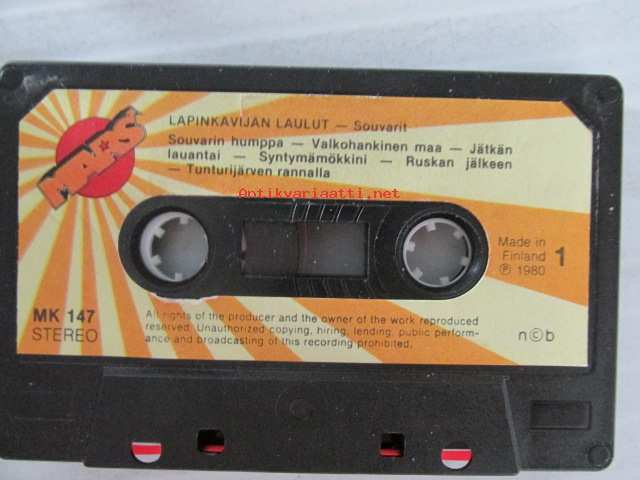 MARS
LAPINKAVIJAN LAULUT — Souvarit
Souvarin humppa — Valkohankinen maa — Jätkän
lauantai — Syntymämökkini — Ruskan jälkeen
— Tunturijärven rannalla
Antikvariaatti.net
Made in
Finland
℗ 1980
1
MK 147
STEREO
All rights of the producer and the owner of the work reproduced
reserved. Unauthorized copying, hiring, lending, public perform-
ance and broadcasting of this recording prohibited.
n©b